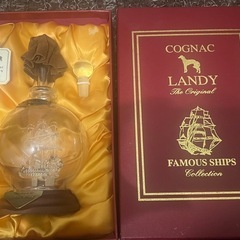 COGNAC
LANDY
The Original
FAMOUS SHIPS
Collection